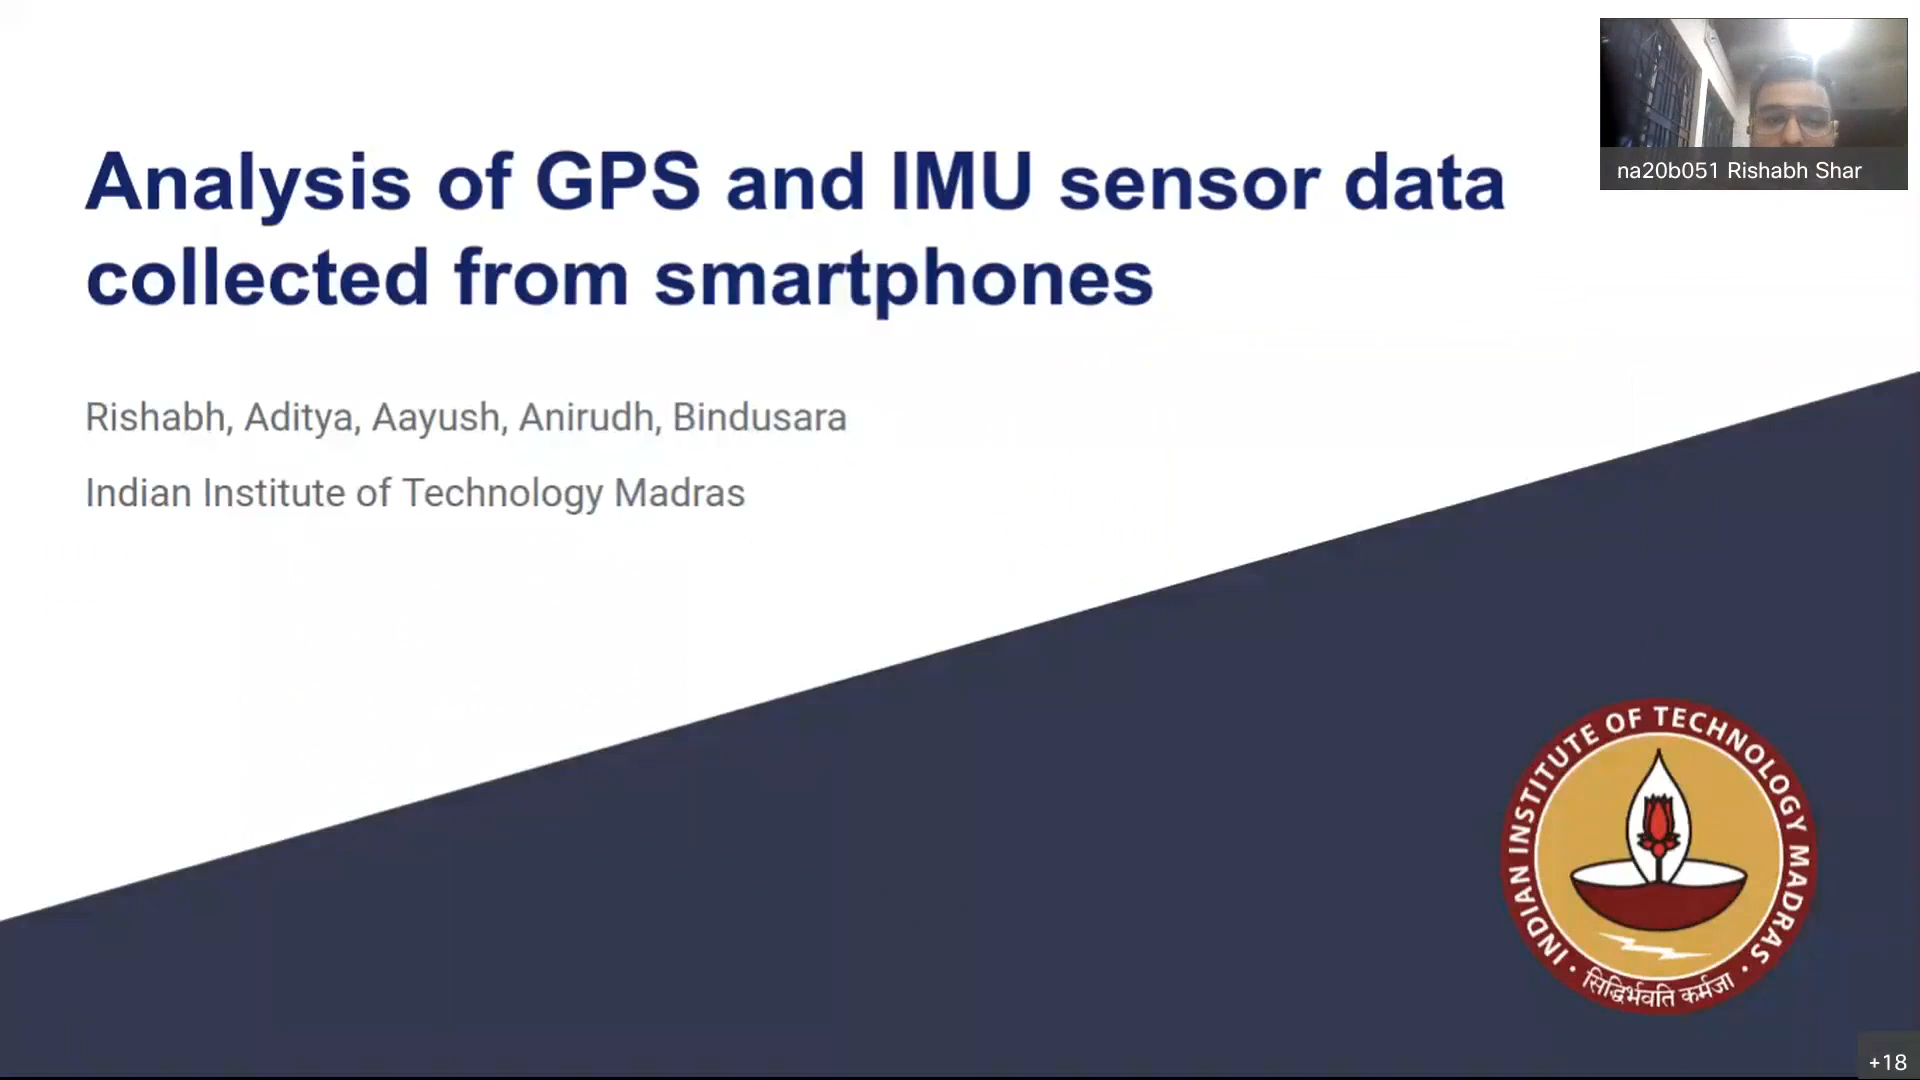 Analysis of GPS and IMU sensor data
collected from smartphones
na20b051 Rishabh Shar
Rishabh, Aditya, Aayush, Anirudh, Bindusara
Indian Institute of Technology Madras
INDIAN INSTITUTE OF TECHNOLOGY MADRAS
सिद्धिर्भवति कर्मजा
+18